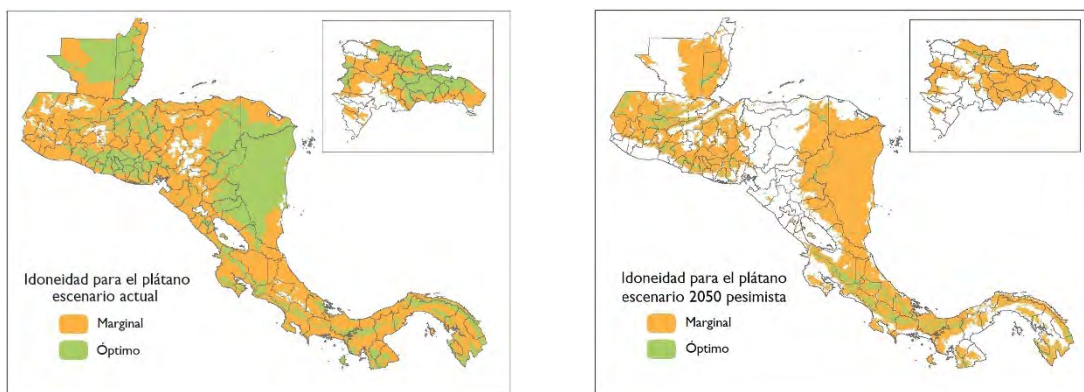 Idoneidad para el plátano
escenario actual
Marginal
Óptimo
Idoneidad para el plátano
escenario 2050 pesimista
Marginal
Óptimo